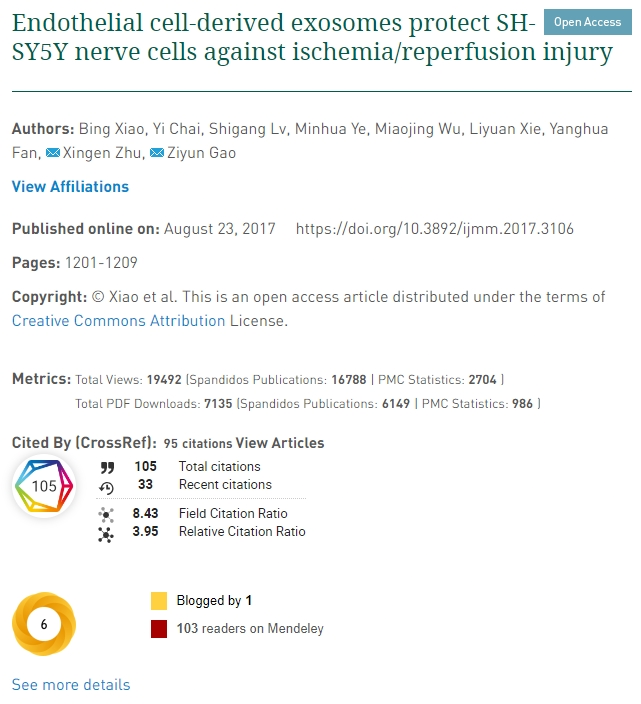 Endothelial cell-derived exosomes protect SH-
Open Access
SY5Y nerve cells against ischemia/reperfusion injury
Authors: Bing Xiao, Yi Chai, Shigang Lv, Minhua Ye, Miaojing Wu, Liyuan Xie, Yanghua
Fan, Xingen Zhu, Ziyun Gao
View Affiliations
Published online on: August 23, 2017 https://doi.org/10.3892/ijmm.2017.3106
Pages: 1201-1209
Copyright: © Xiao et al. This is an open access article distributed under the terms of
Creative Commons Attribution License.
Metrics: Total Views: 19492 (Spandidos Publications: 16788 | PMC Statistics: 2704 )
Total PDF Downloads: 7135 (Spandidos Publications: 6149 | PMC Statistics: 986 )
Cited By (CrossRef): 95 citations View Articles
105
105 Total citations
33 Recent citations
8.43 Field Citation Ratio
3.95 Relative Citation Ratio
6
Blogged by 1
103 readers on Mendeley
See more details